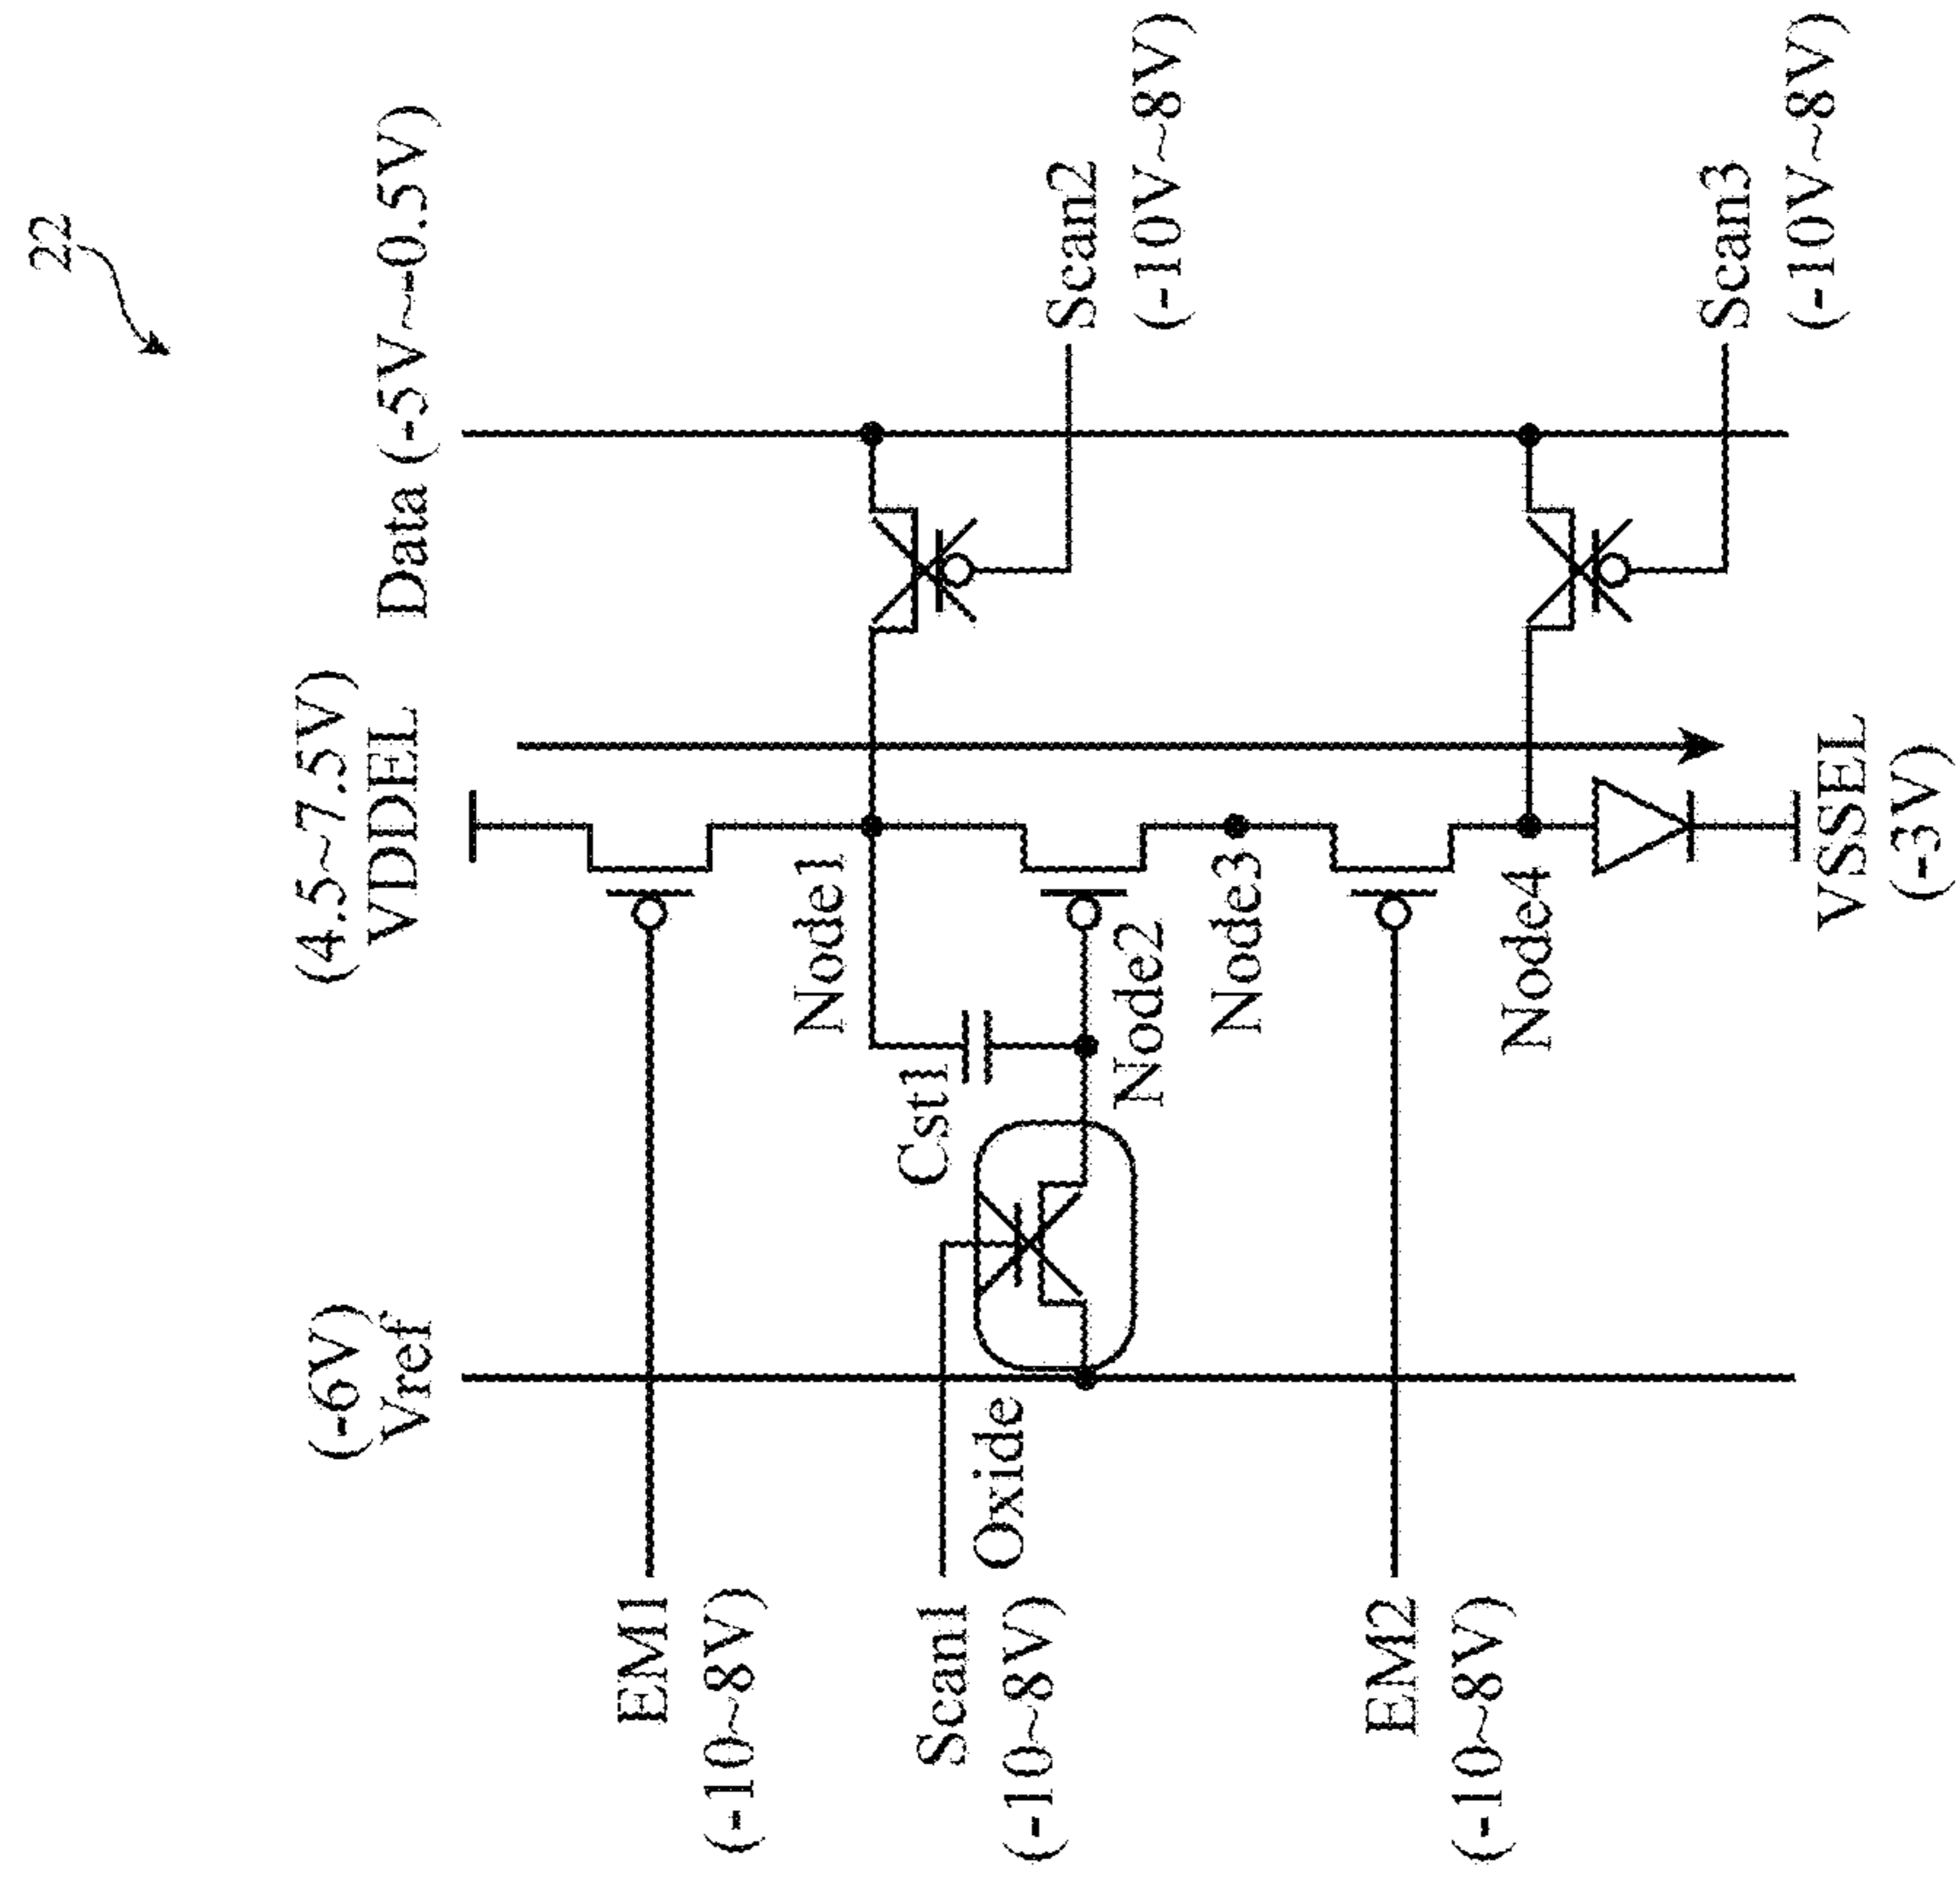 22
(-6V)
Vref
(4.5~7.5V)
VDDEL
Data (-5V~-0.5V)
EM1
(-10~8V)
Node1
Cst1
Scan1
(-10~8V)
Oxide
Node2
Scan2
(-10V~8V)
Node3
EM2
(-10~8V)
Node4
Scan3
(-10V~8V)
VSSEL
(-3V)